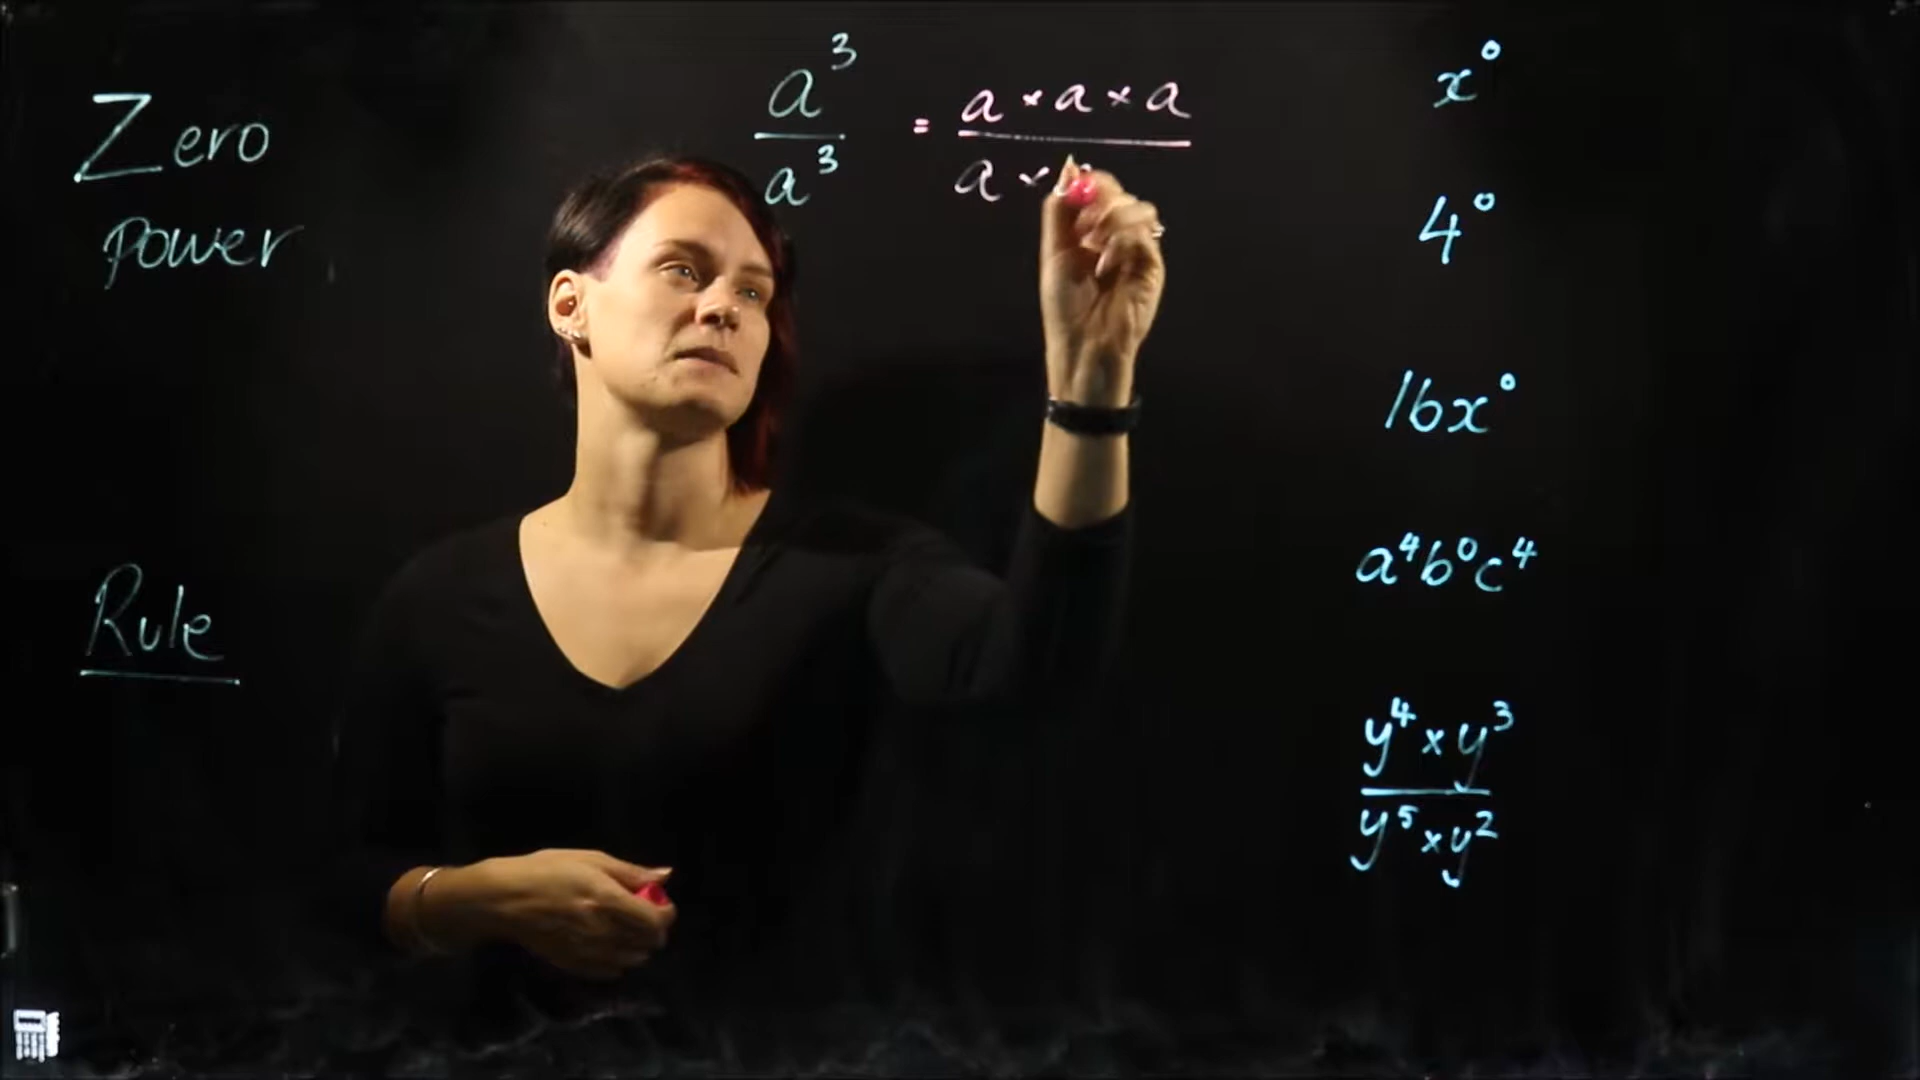 Zero
power
Rule
a³/a³ = a × a × a / a ×
x⁰
4⁰
16x⁰
a⁴b⁰c⁴
y⁴ × y³
y⁵ × y²